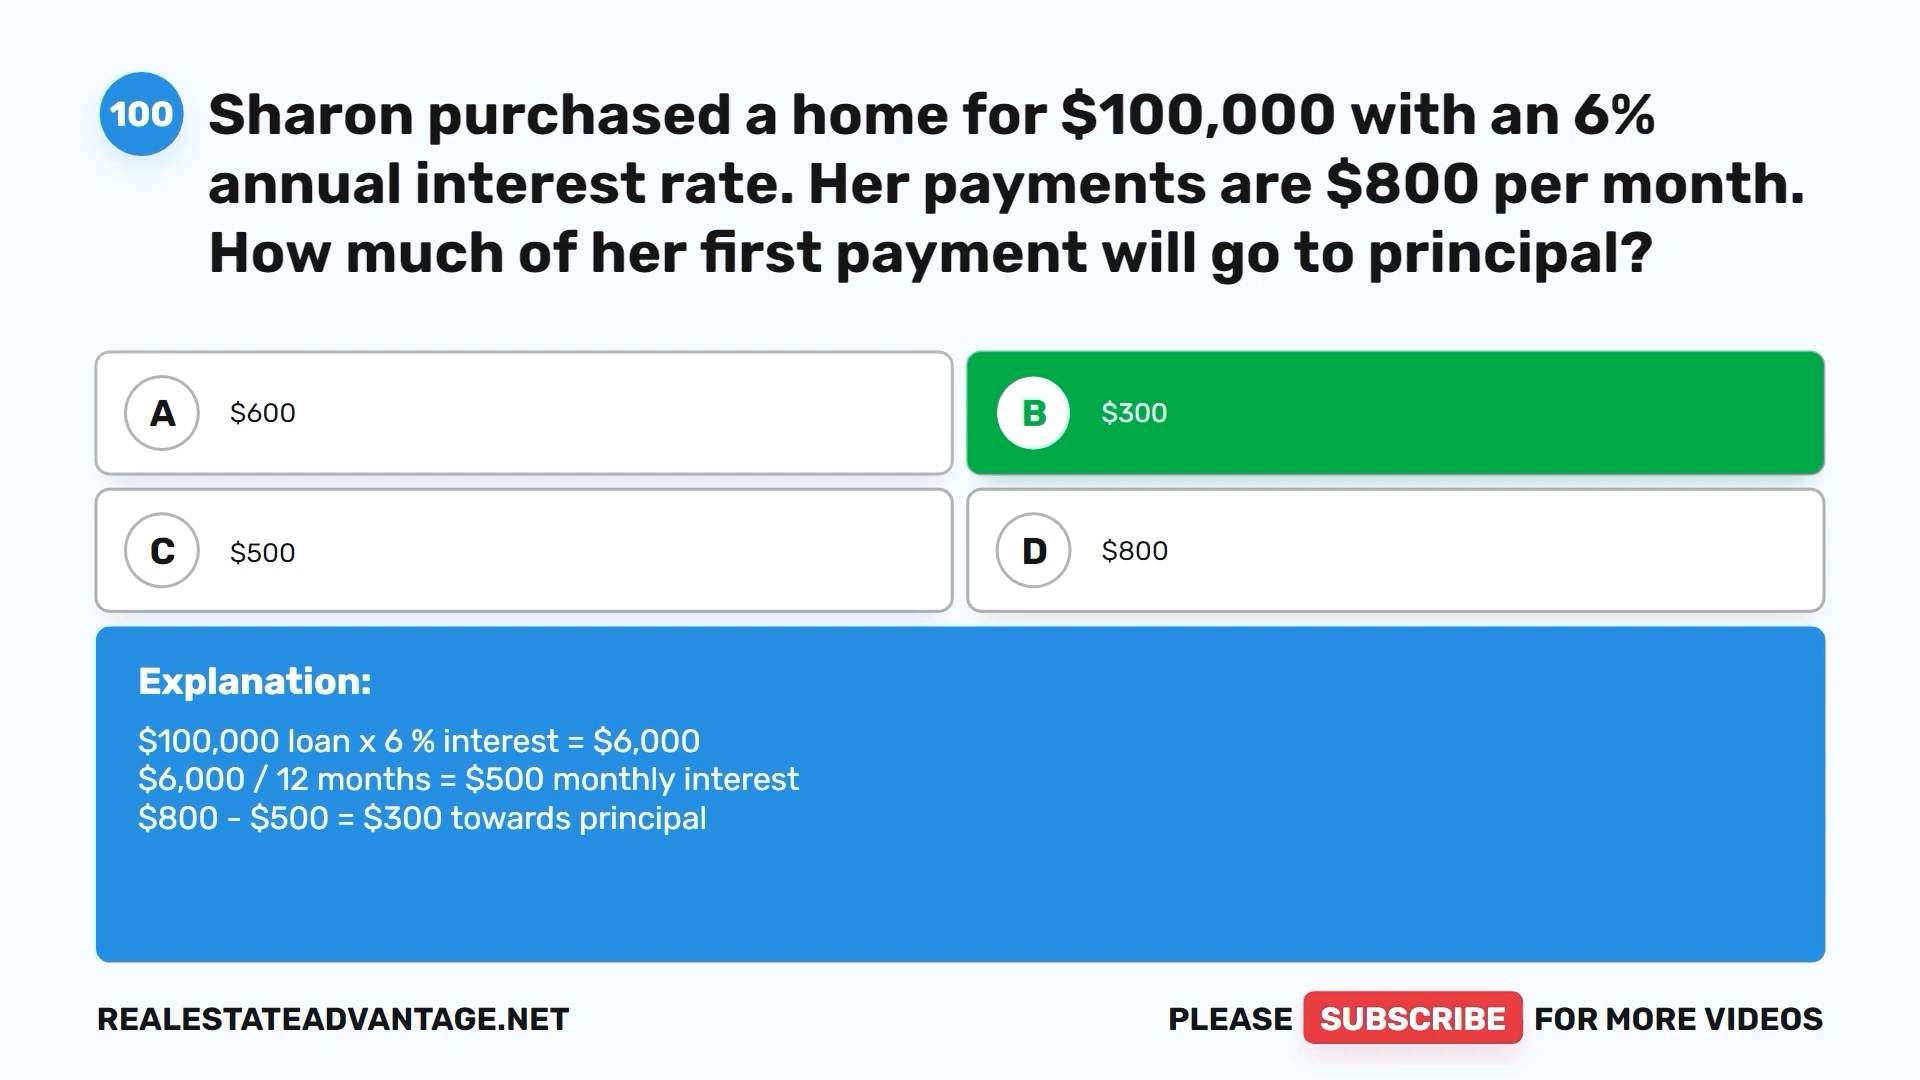 100
Sharon purchased a home for $100,000 with an 6%
annual interest rate. Her payments are $800 per month.
How much of her first payment will go to principal?
A $600
B $300
C $500
D $800
Explanation:
$100,000 loan x 6 % interest = $6,000
$6,000 / 12 months = $500 monthly interest
$800 - $500 = $300 towards principal
REALESTATEADVANTAGE.NET
PLEASE SUBSCRIBE FOR MORE VIDEOS